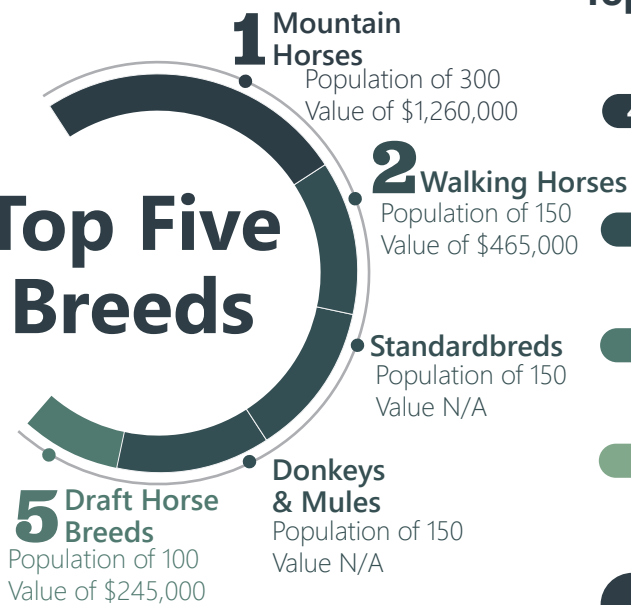 1 Mountain
Horses
Population of 300
Value of $1,260,000
2 Walking Horses
Population of 150
Value of $465,000
Top Five
Breeds
Standardbreds
Population of 150
Value N/A
Donkeys
& Mules
Population of 150
Value N/A
5 Draft Horse
Breeds
Population of 100
Value of $245,000